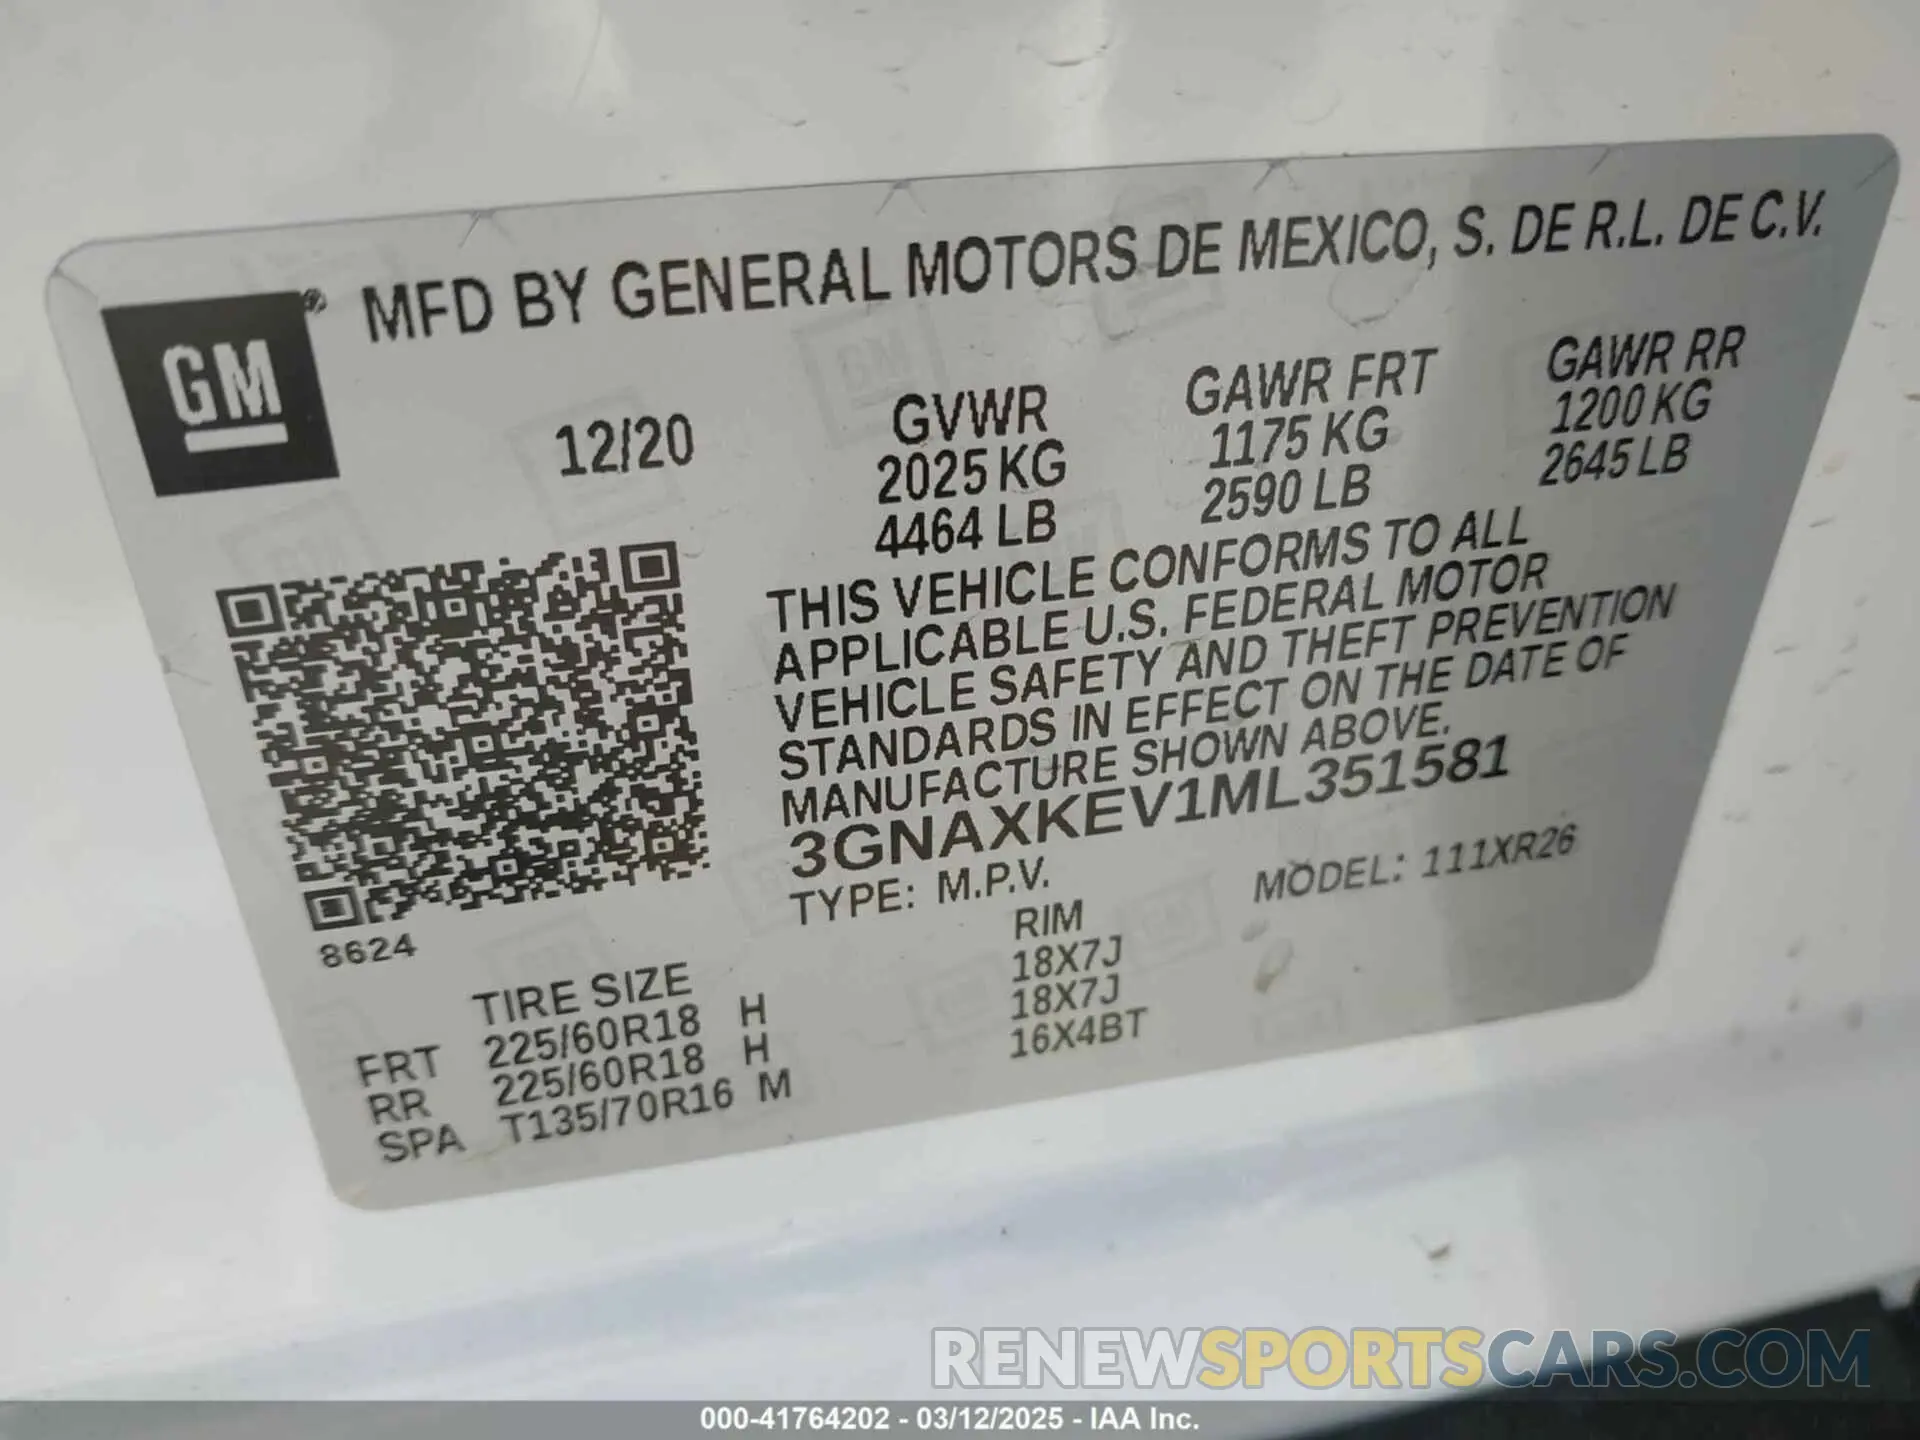 GM ® MFD BY GENERAL MOTORS DE MEXICO, S. DE R.L. DE C.V.
12/20 GVWR GAWR FRT GAWR RR
2025 KG 1175 KG 1200 KG
4464 LB 2590 LB 2645 LB
THIS VEHICLE CONFORMS TO ALL
APPLICABLE U.S. FEDERAL MOTOR
VEHICLE SAFETY AND THEFT PREVENTION
STANDARDS IN EFFECT ON THE DATE OF
MANUFACTURE SHOWN ABOVE.
3GNAXKEV1ML351581
TYPE: M.P.V. MODEL: 111XR26
8624
TIRE SIZE RIM
FRT 225/60R18 H 18X7J
RR 225/60R18 H 18X7J
SPA T135/70R16 M 16X4BT
RENEWSPORTSCARS.COM
000-41764202 - 03/12/2025 - IAA Inc.